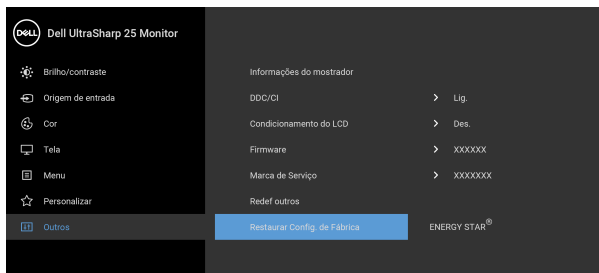 DELL Dell UltraSharp 25 Monitor
Brilho/contraste Informações do mostrador
Origem de entrada DDC/CI Lig.
Cor Condicionamento do LCD Des.
Tela Firmware XXXXXX
Menu Marca de Serviço XXXXXXX
Personalizar Redef outros
Outros Restaurar Config. de Fábrica ENERGY STAR®